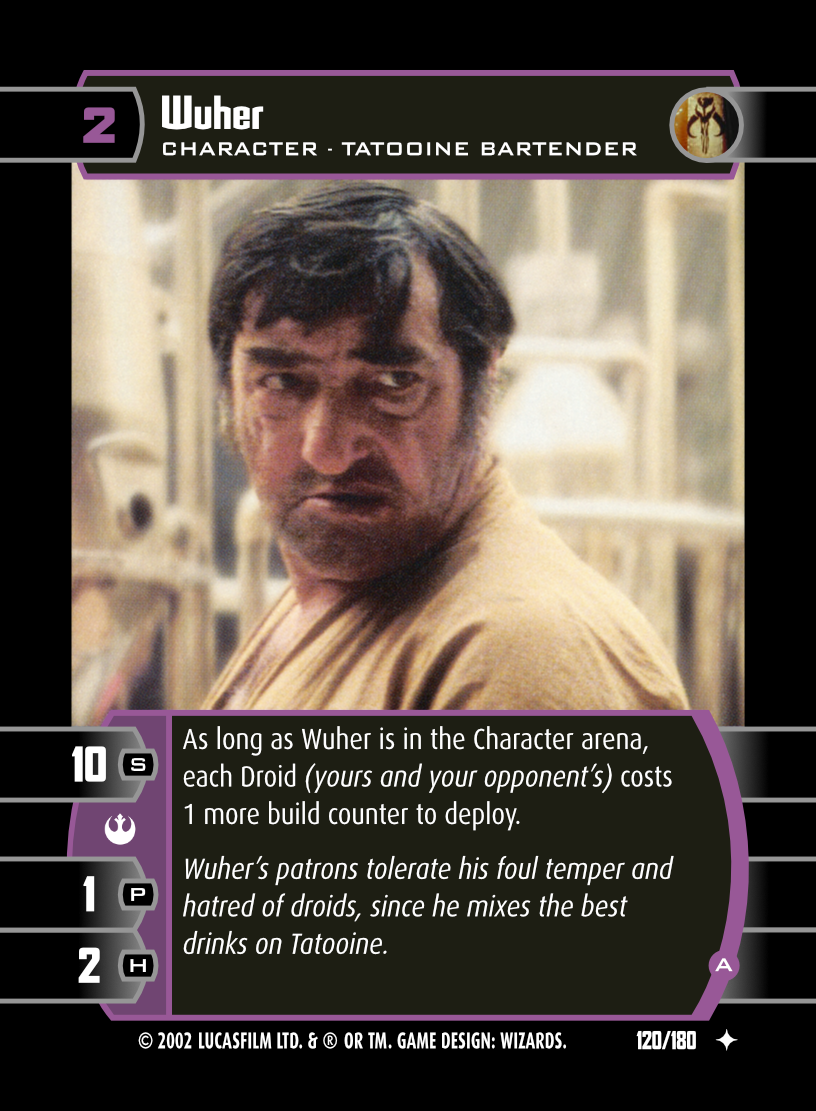 2
Wuher
CHARACTER - TATOOINE BARTENDER
10 S
1 P
2 H
As long as Wuher is in the Character arena,
each Droid (yours and your opponent's) costs
1 more build counter to deploy.
Wuher's patrons tolerate his foul temper and
hatred of droids, since he mixes the best
drinks on Tatooine.
A
© 2002 LUCASFILM LTD. & ® OR TM. GAME DESIGN: WIZARDS. 120/180